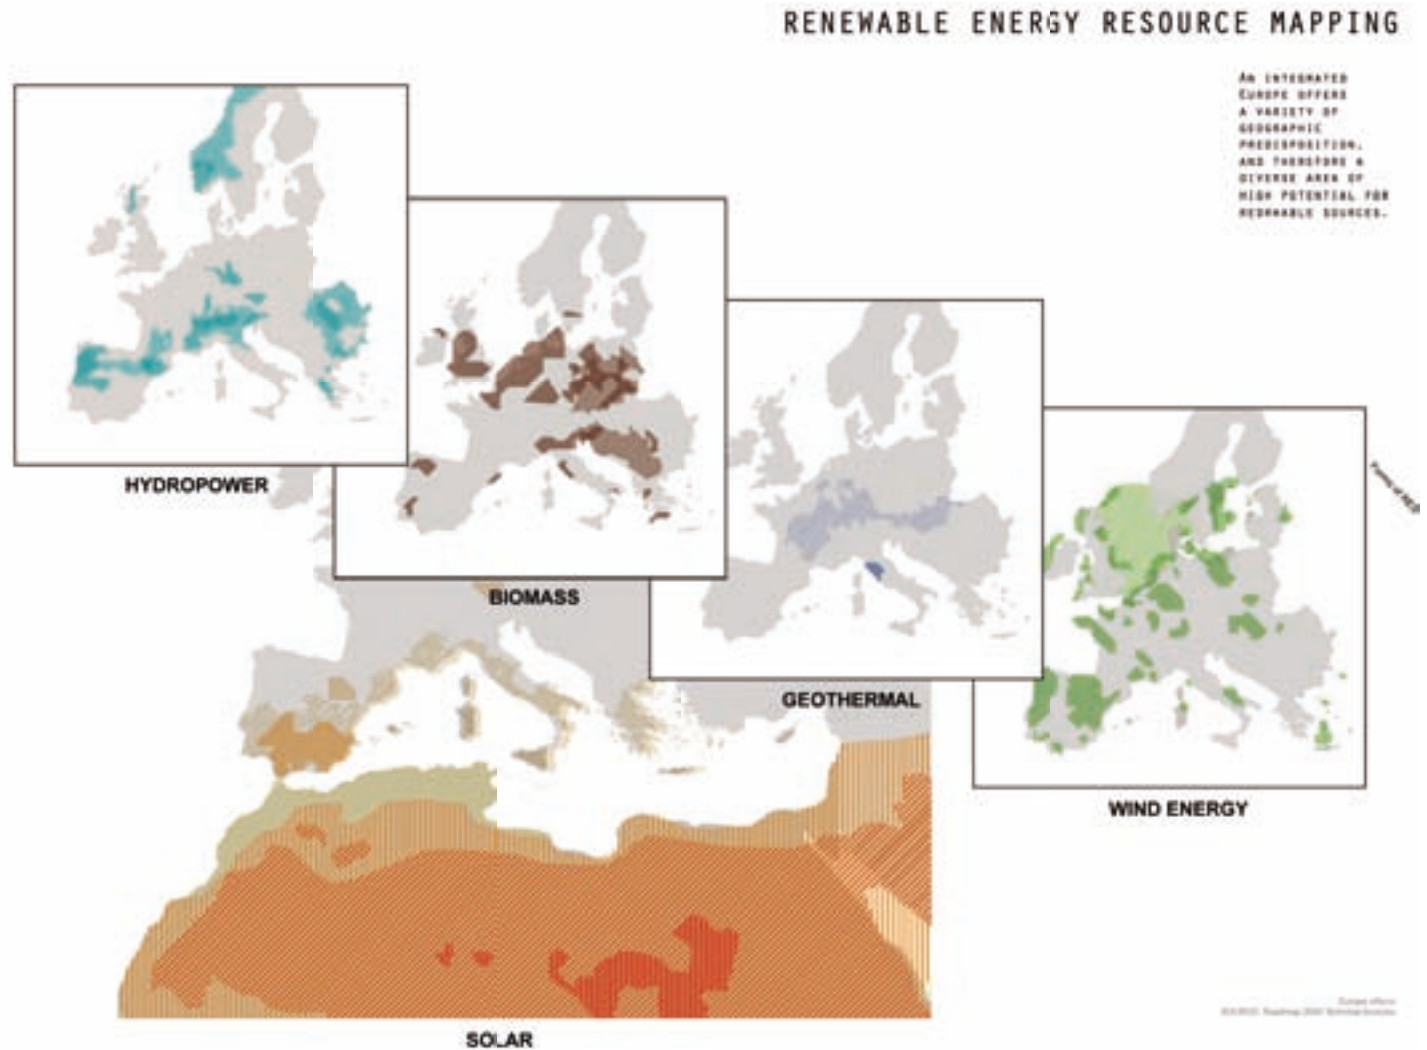 RENEWABLE ENERGY RESOURCE MAPPING
AN INTEGRATED
EUROPE OFFERS
A VARIETY OF
GEOGRAPHIC
PREDISPOSITION,
AND THEREFORE A
DIVERSE AREA OF
HIGH POTENTIAL FOR
SOURCES.
HYDROPOWER
BIOMASS
GEOTHERMAL
WIND ENERGY
SOLAR